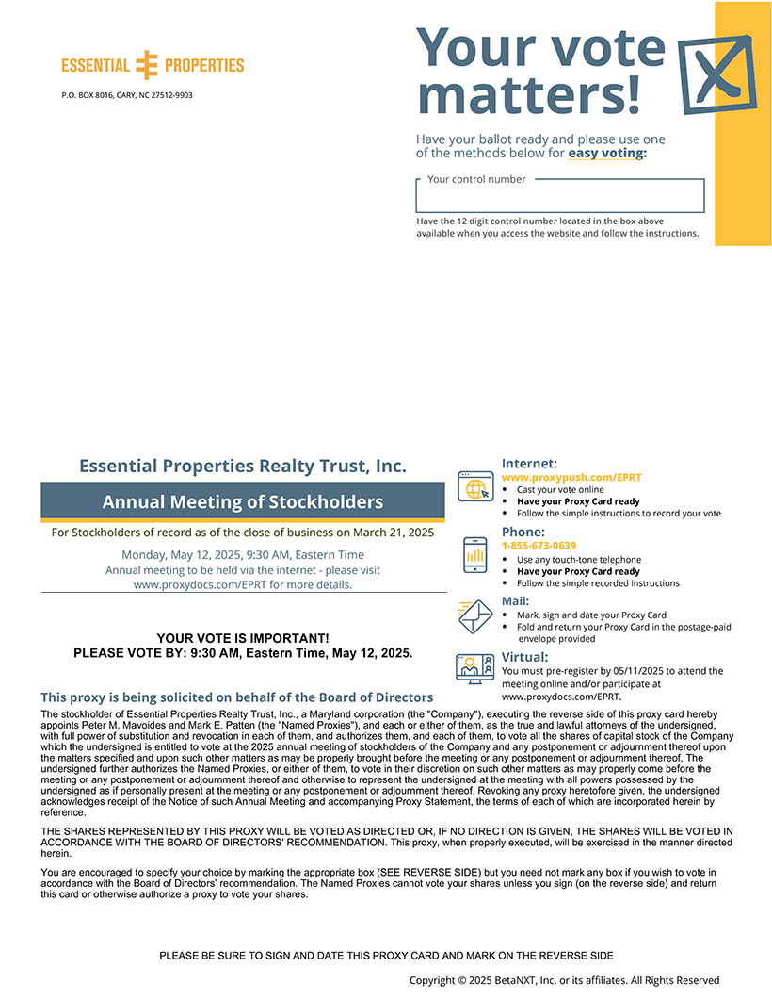 ESSENTIAL PROPERTIES
P.O. BOX 8016, CARY, NC 27512-9903
Your vote
matters!
Have your ballot ready and please use one
of the methods below for easy voting:
Your control number
Have the 12 digit control number located in the box above
available when you access the website and follow the instructions.
Essential Properties Realty Trust, Inc.
Annual Meeting of Stockholders
For Stockholders of record as of the close of business on March 21, 2025
Monday, May 12, 2025, 9:30 AM, Eastern Time
Annual meeting to be held via the internet - please visit
www.proxydocs.com/EPRT for more details.
YOUR VOTE IS IMPORTANT!
PLEASE VOTE BY: 9:30 AM, Eastern Time, May 12, 2025.
Internet:
www.proxypush.com/EPRT
• Cast your vote online
• Have your Proxy Card ready
• Follow the simple instructions to record your vote
Phone:
1-855-673-0639
• Use any touch-tone telephone
• Have your Proxy Card ready
• Follow the simple recorded instructions
Mail:
• Mark, sign and date your Proxy Card
• Fold and return your Proxy Card in the postage-paid
envelope provided
Virtual:
You must pre-register by 05/11/2025 to attend the
meeting online and/or participate at
www.proxydocs.com/EPRT.
This proxy is being solicited on behalf of the Board of Directors
The stockholder of Essential Properties Realty Trust, Inc., a Maryland corporation (the "Company"), executing the reverse side of this proxy card hereby
appoints Peter M. Mavoides and Mark E. Patten (the "Named Proxies"), and each or either of them, as the true and lawful attorneys of the undersigned,
with full power of substitution and revocation in each of them, and authorizes them, and each of them, to vote all the shares of capital stock of the Company
which the undersigned is entitled to vote at the 2025 annual meeting of stockholders of the Company and any postponement or adjournment thereof upon
the matters specified and upon such other matters as may be properly brought before the meeting or any postponement or adjournment thereof. The
undersigned further authorizes the Named Proxies, or either of them, to vote in their discretion on such other matters as may properly come before the
meeting or any postponement or adjournment thereof and otherwise to represent the undersigned at the meeting with all powers possessed by the
undersigned as if personally present at the meeting or any postponement or adjournment thereof. Revoking any proxy heretofore given, the undersigned
acknowledges receipt of the Notice of such Annual Meeting and accompanying Proxy Statement, the terms of each of which are incorporated herein by
reference.
THE SHARES REPRESENTED BY THIS PROXY WILL BE VOTED AS DIRECTED OR, IF NO DIRECTION IS GIVEN, THE SHARES WILL BE VOTED IN
ACCORDANCE WITH THE BOARD OF DIRECTORS' RECOMMENDATION. This proxy, when properly executed, will be exercised in the manner directed
herein.
You are encouraged to specify your choice by marking the appropriate box (SEE REVERSE SIDE) but you need not mark any box if you wish to vote in
accordance with the Board of Directors' recommendation. The Named Proxies cannot vote your shares unless you sign (on the reverse side) and return
this card or otherwise authorize a proxy to vote your shares.
PLEASE BE SURE TO SIGN AND DATE THIS PROXY CARD AND MARK ON THE REVERSE SIDE
Copyright © 2025 BetaNXT, Inc. or its affiliates. All Rights Reserved